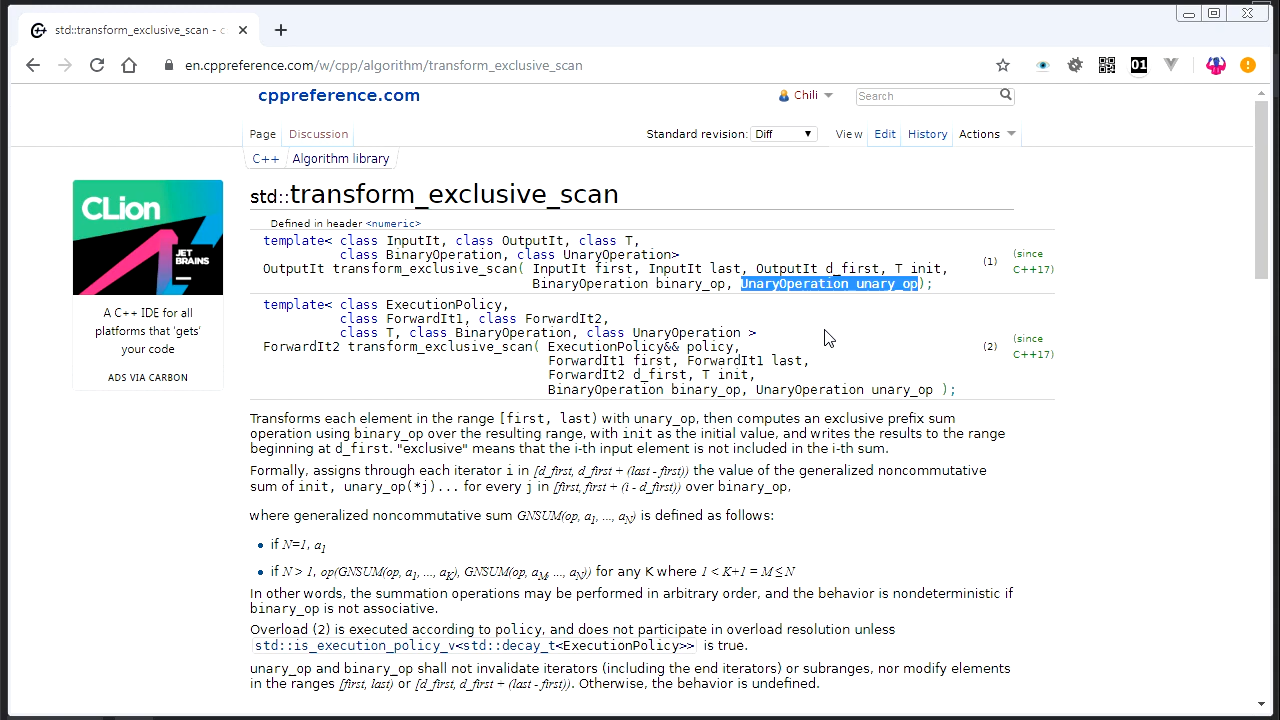 std::transform_exclusive_scan - c
en.cppreference.com/w/cpp/algorithm/transform_exclusive_scan
01
cppreference.com
Chili
Search
Page
Discussion
Standard revision: Diff
View
Edit
History
Actions
C++
Algorithm library
std::transform_exclusive_scan
Defined in header <numeric>
template< class InputIt, class OutputIt, class T,
class BinaryOperation, class UnaryOperation>
OutputIt transform_exclusive_scan( InputIt first, InputIt last, OutputIt d_first, T init,
BinaryOperation binary_op, UnaryOperation unary_op);
(1)
(since
C++17)
template< class ExecutionPolicy,
class ForwardIt1, class ForwardIt2,
class T, class BinaryOperation, class UnaryOperation >
ForwardIt2 transform_exclusive_scan( ExecutionPolicy&& policy,
ForwardIt1 first, ForwardIt1 last,
ForwardIt2 d_first, T init,
BinaryOperation binary_op, UnaryOperation unary_op );
(2)
(since
C++17)
CLion
JET
BRAINS
A C++ IDE for all
platforms that 'gets'
your code
ADS VIA CARBON
Transforms each element in the range [first, last) with unary_op, then computes an exclusive prefix sum
operation using binary_op over the resulting range, with init as the initial value, and writes the results to the range
beginning at d_first. "exclusive" means that the i-th input element is not included in the i-th sum.
Formally, assigns through each iterator i in [d_first, d_first + (last - first)) the value of the generalized noncommutative
sum of init, unary_op(*j)... for every j in [first, first + (i - d_first)) over binary_op,
where generalized noncommutative sum GNSUM(op, a1, ..., aN) is defined as follows:
if N=1, a1
if N > 1, op(GNSUM(op, a1, ..., aK), GNSUM(op, aM, ..., aN)) for any K where 1 < K+1 = M ≤ N
In other words, the summation operations may be performed in arbitrary order, and the behavior is nondeterministic if
binary_op is not associative.
Overload (2) is executed according to policy, and does not participate in overload resolution unless
std::is_execution_policy_v<std::decay_t<ExecutionPolicy>> is true.
unary_op and binary_op shall not invalidate iterators (including the end iterators) or subranges, nor modify elements
in the ranges [first, last) or [d_first, d_first + (last - first)). Otherwise, the behavior is undefined.